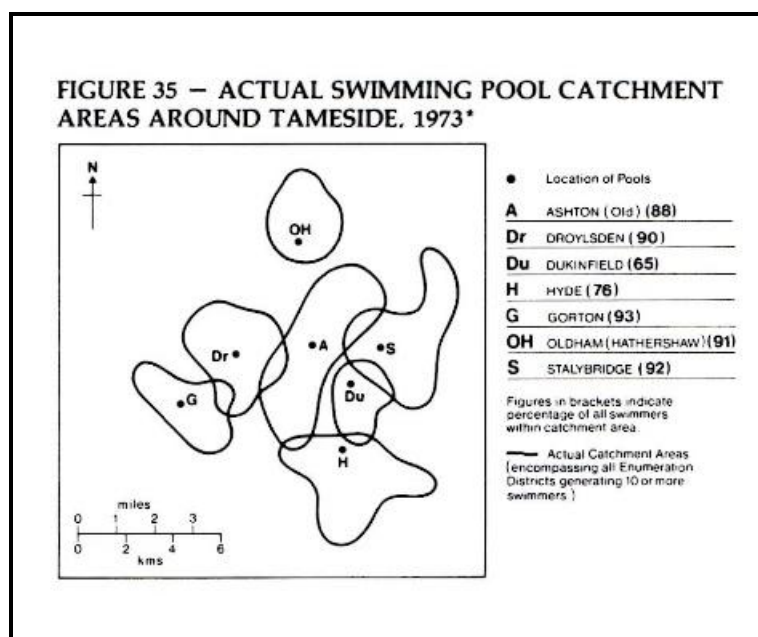 FIGURE 35 — ACTUAL SWIMMING POOL CATCHMENT
AREAS AROUND TAMESIDE, 1973*
N
OH
A
S
Dr
Du
G
H
miles
0 1 2 3
0 2 4 6
kms
Location of Pools
A ASHTON (Old) (88)
Dr DROYLSDEN (90)
Du DUKINFIELD (65)
H HYDE (76)
G GORTON (93)
OH OLDHAM (HATHERSHAW) (91)
S STALYBRIDGE (92)
Figures in brackets indicate
percentage of all swimmers
within catchment area.
Actual Catchment Areas
(encompassing all Enumeration
Districts generating 10 or more
swimmers.)